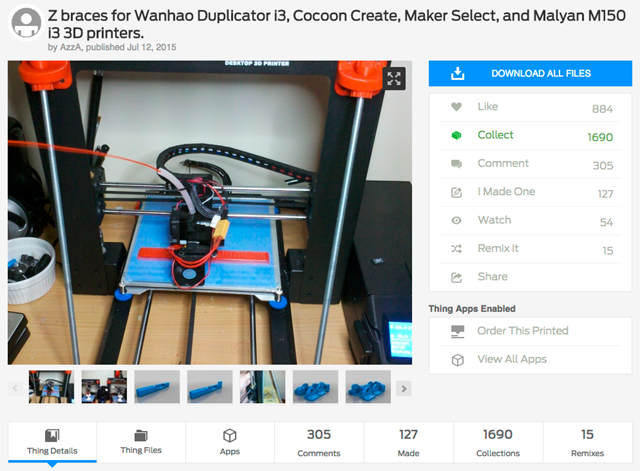 Z braces for Wanhao Duplicator i3, Cocoon Create, Maker Select, and Malyan M150
i3 3D printers.
by AzzA, published Jul 12, 2015
DESKTOP 3D PRINTER
DOWNLOAD ALL FILES
Like 884
Collect 1690
Comment 305
I Made One 127
Watch 54
Remix It 15
Share
Thing Apps Enabled
Order This Printed
View All Apps
Thing Details
Thing Files
Apps
305
Comments
127
Made
1690
Collections
15
Remixes